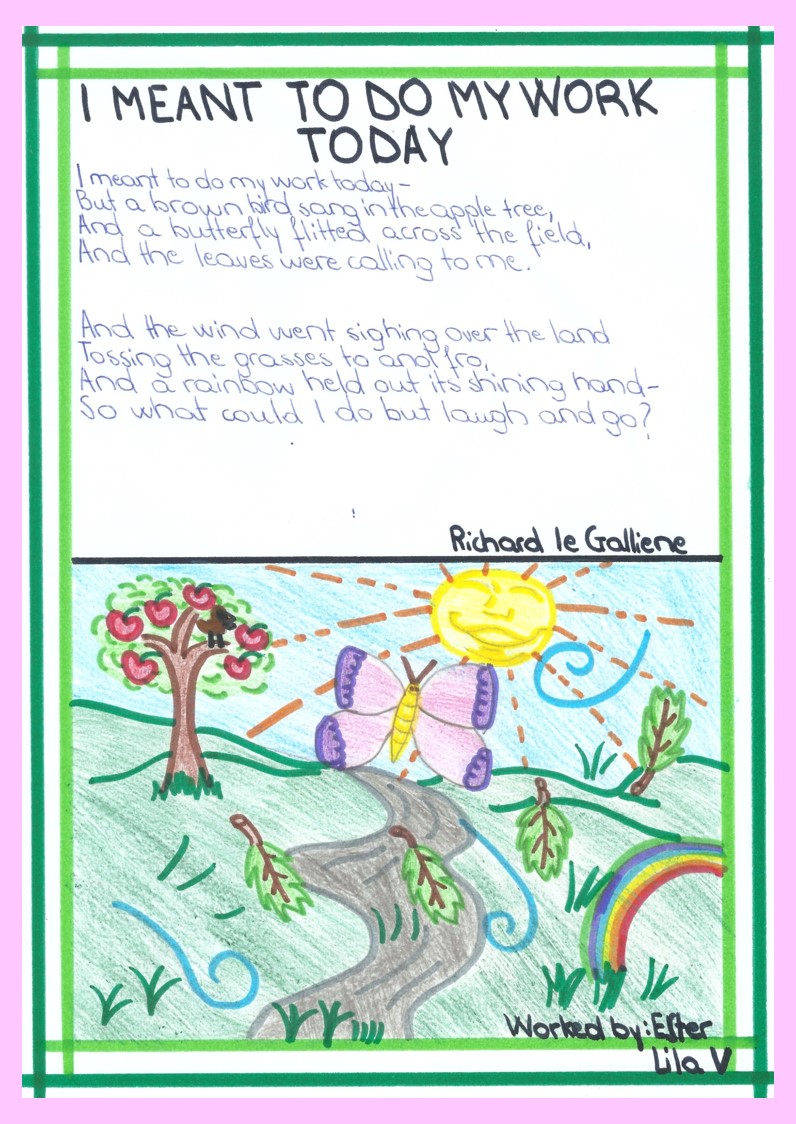 I MEANT TO DO MY WORK
TODAY
I meant to do my work today-
But a brown bird sang in the apple tree,
And a butterfly flitted across the field,
And the leaves were calling to me.
And the wind went sighing over the land
Tossing the grasses to and fro,
And a rainbow held out its shining hand-
So what could I do but laugh and go?
Richard le Galliene
Worked by: Ester
Lila V